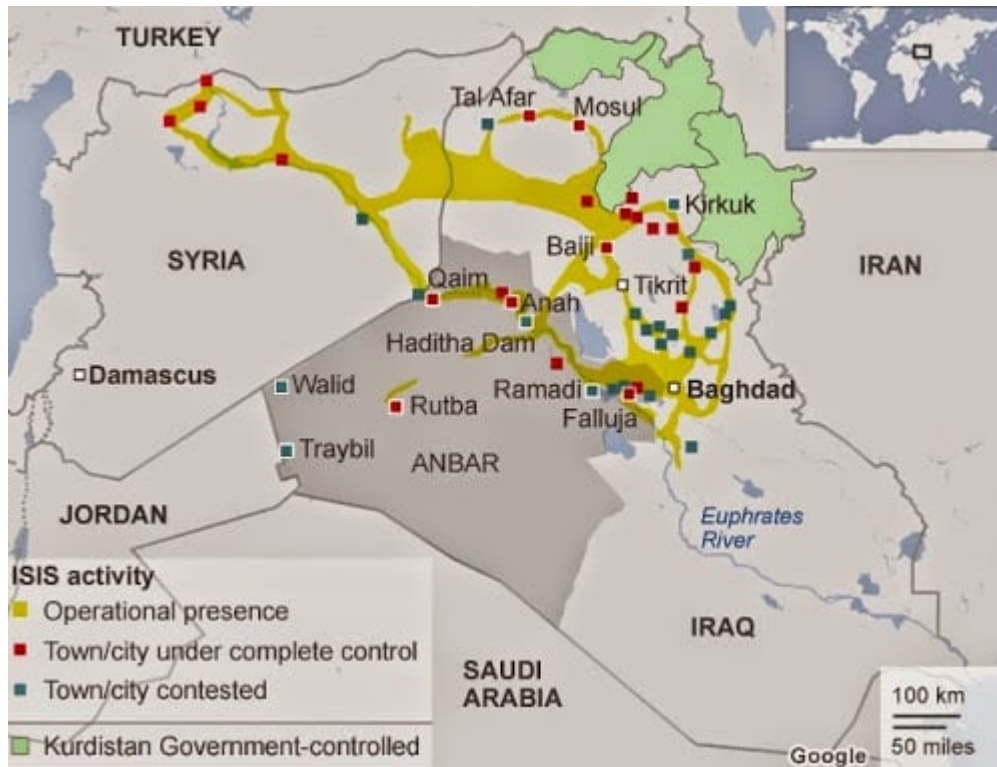 TURKEY
Tal Afar
Mosul
Kirkuk
Baiji
SYRIA
IRAN
Qaim
Tikrit
Anah
Haditha Dam
Damascus
Walid
Ramadi
Baghdad
Rutba
Falluja
Traybil
ANBAR
JORDAN
Euphrates
River
ISIS activity
Operational presence
Town/city under complete control
Town/city contested
Kurdistan Government-controlled
IRAQ
SAUDI
ARABIA
100 km
50 miles
Google